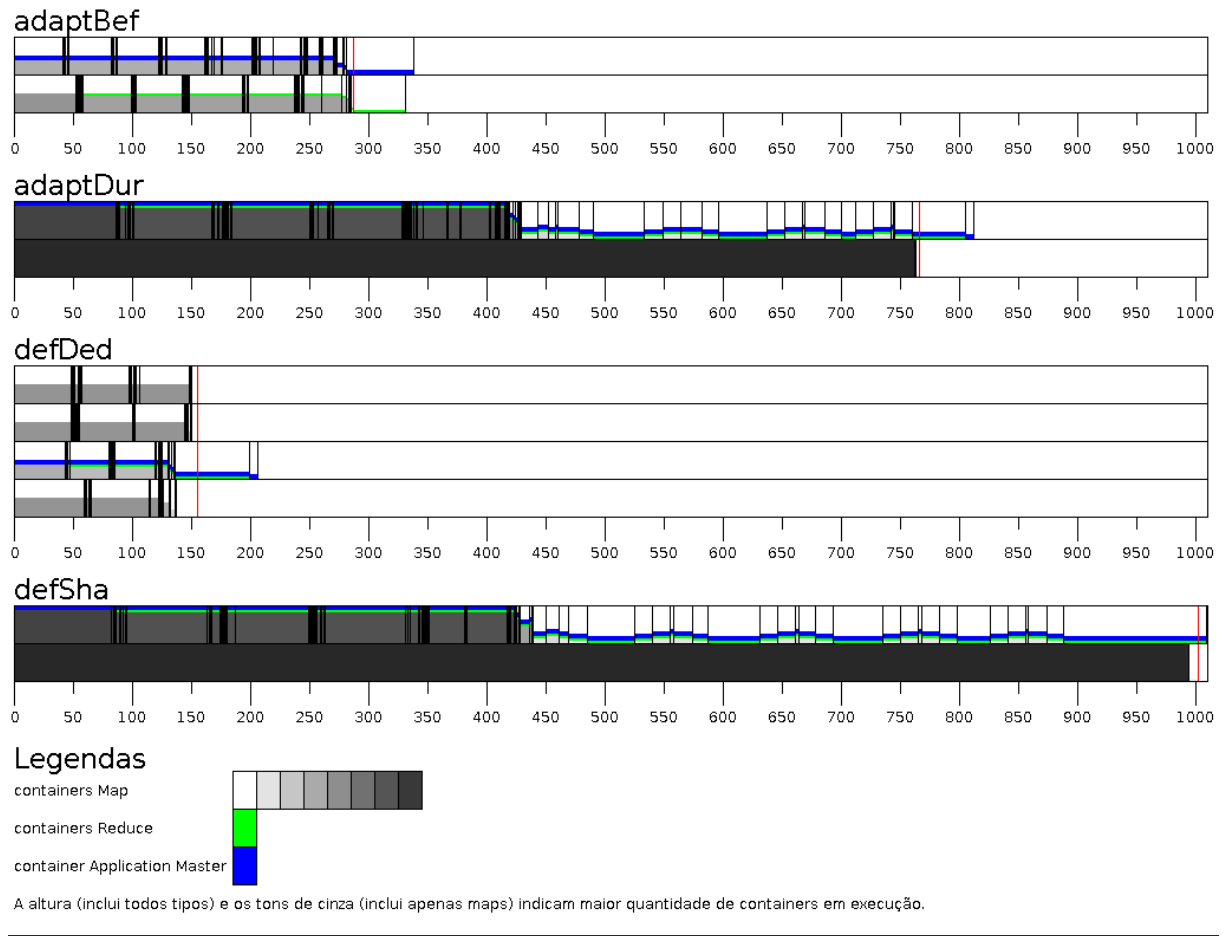 adaptBef
0 50 100 150 200 250 300 350 400 450 500 550 600 650 700 750 800 850 900 950 1000
adaptDur
0 50 100 150 200 250 300 350 400 450 500 550 600 650 700 750 800 850 900 950 1000
defDed
0 50 100 150 200 250 300 350 400 450 500 550 600 650 700 750 800 850 900 950 1000
defSha
0 50 100 150 200 250 300 350 400 450 500 550 600 650 700 750 800 850 900 950 1000
Legendas
containers Map
containers Reduce
container Application Master
A altura (inclui todos tipos) e os tons de cinza (inclui apenas maps) indicam maior quantidade de containers em execução.